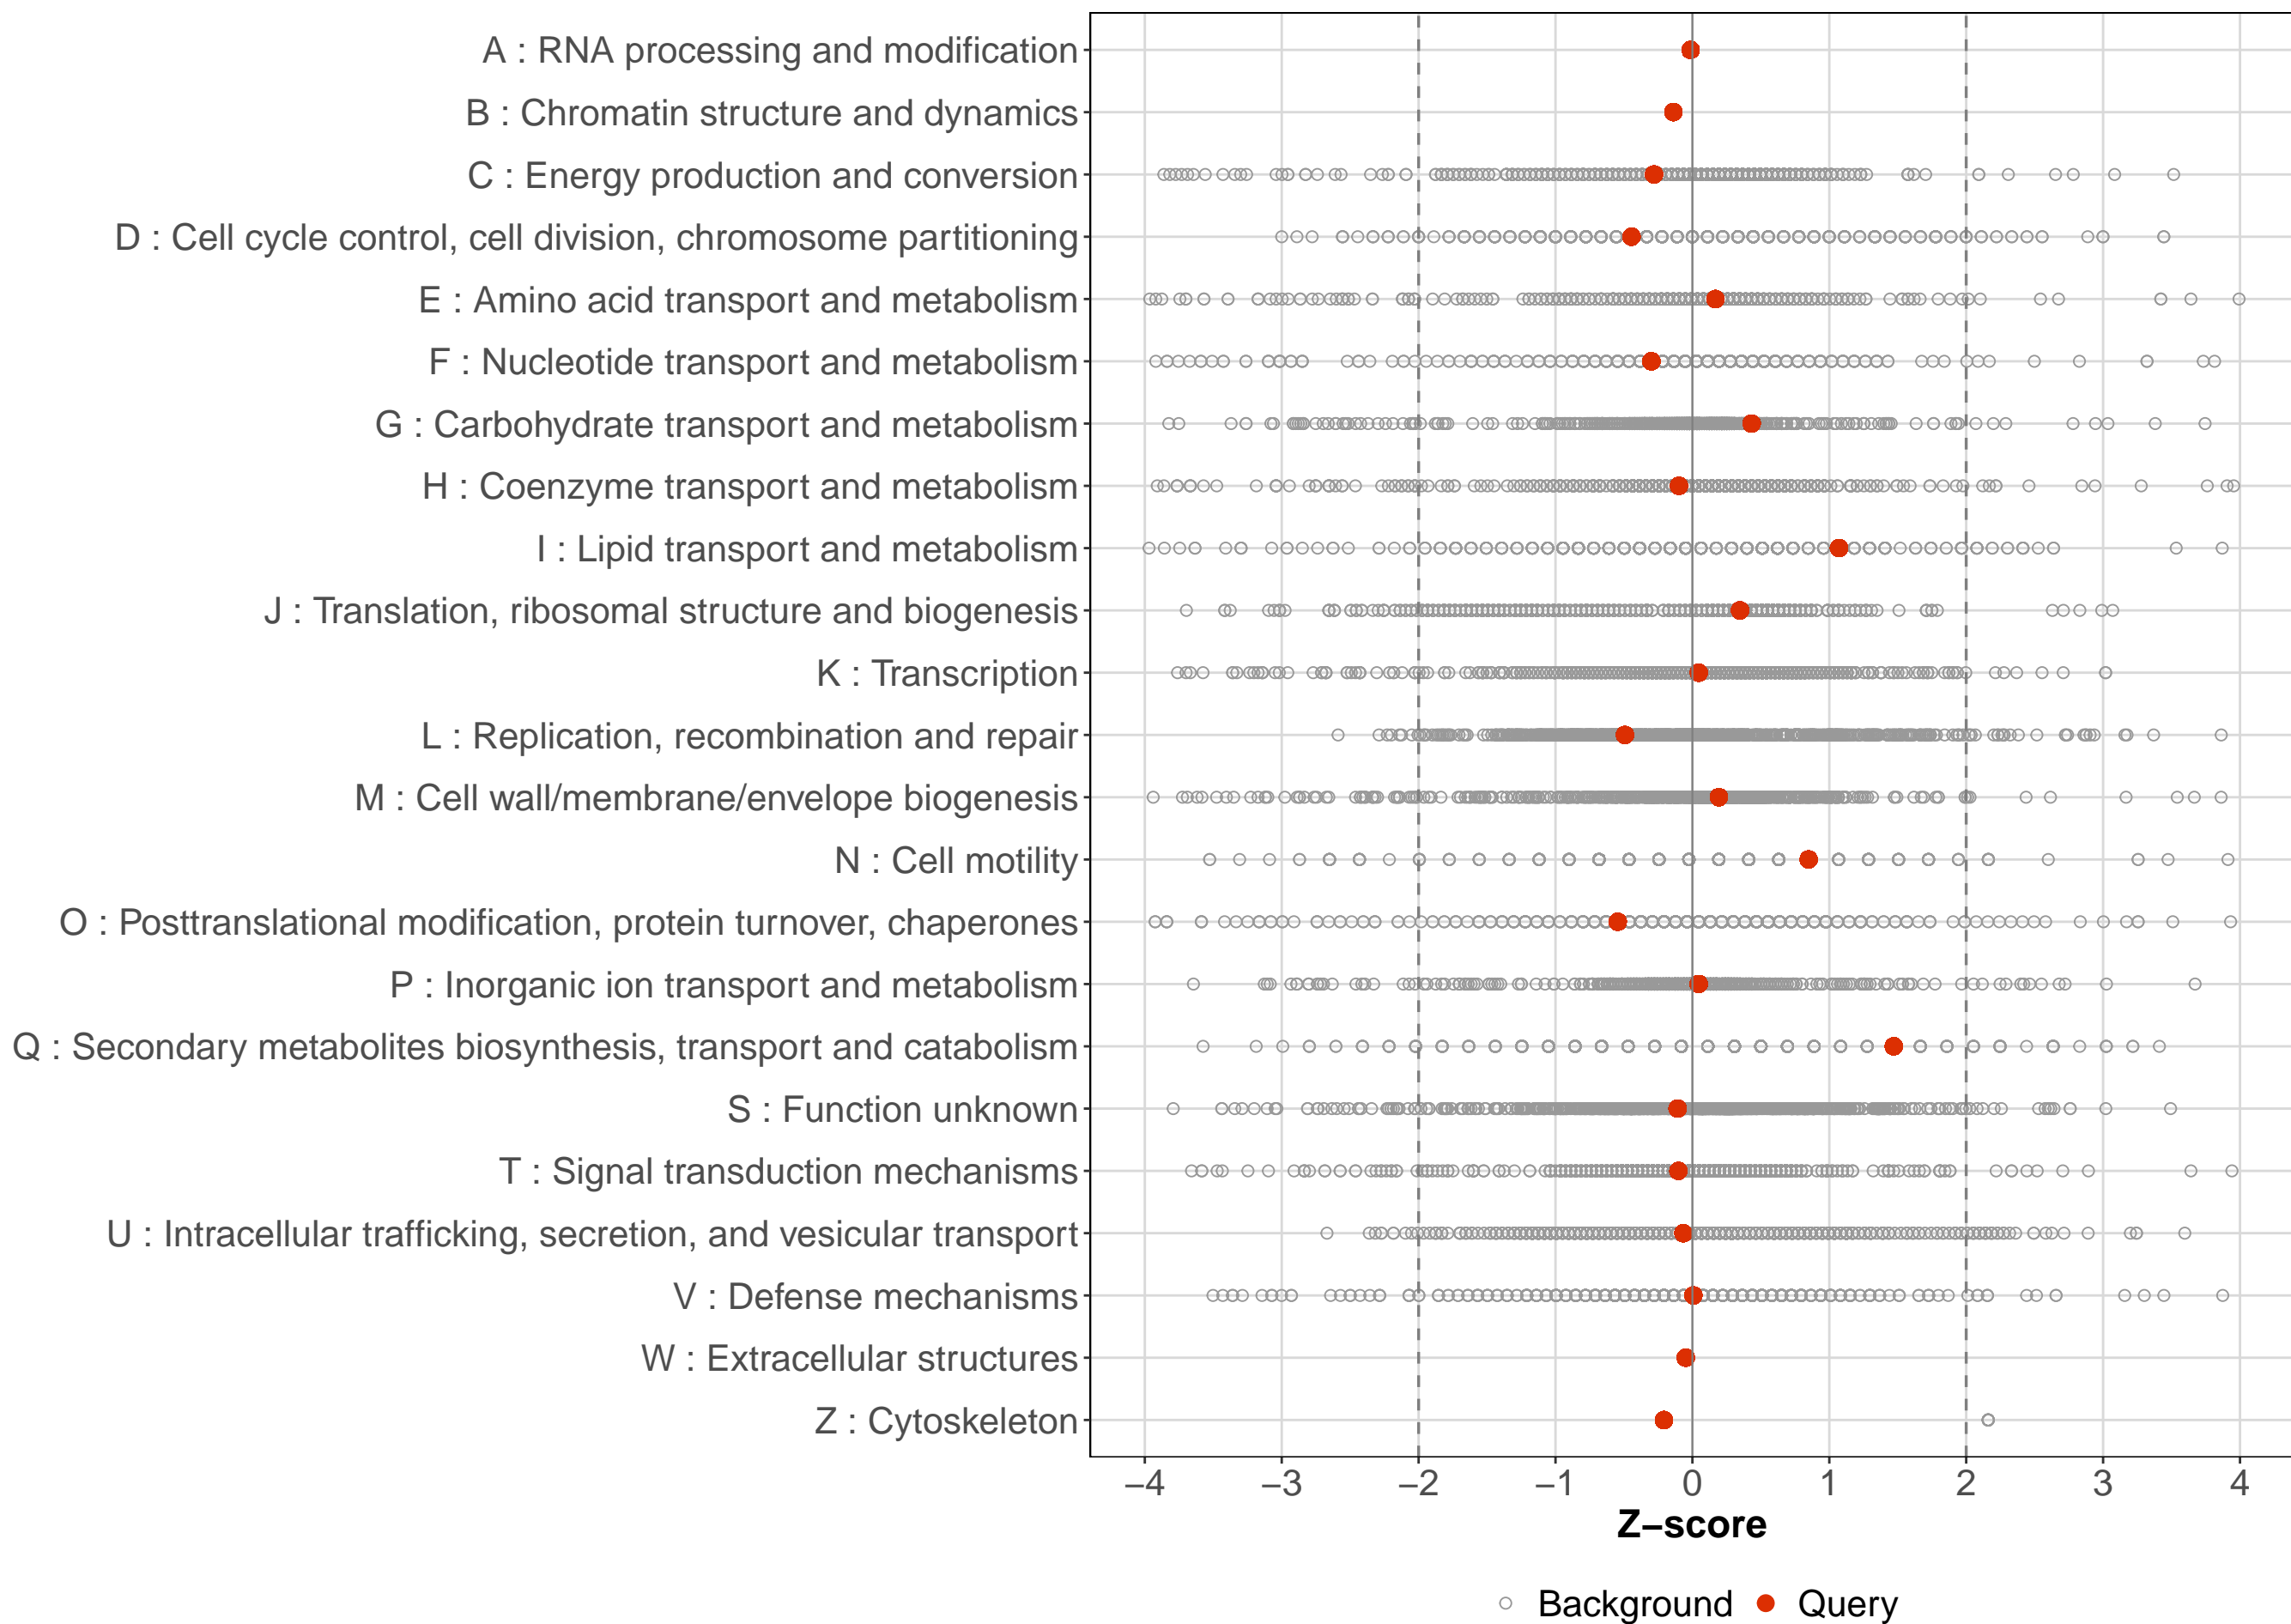 A : RNA processing and modification
B : Chromatin structure and dynamics
C : Energy production and conversion
D : Cell cycle control, cell division, chromosome partitioning
E : Amino acid transport and metabolism
F : Nucleotide transport and metabolism
G : Carbohydrate transport and metabolism
H : Coenzyme transport and metabolism
I : Lipid transport and metabolism
J : Translation, ribosomal structure and biogenesis
K : Transcription
L : Replication, recombination and repair
M : Cell wall/membrane/envelope biogenesis
N : Cell motility
O : Posttranslational modification, protein turnover, chaperones
P : Inorganic ion transport and metabolism
Q : Secondary metabolites biosynthesis, transport and catabolism
S : Function unknown
T : Signal transduction mechanisms
U : Intracellular trafficking, secretion, and vesicular transport
V : Defense mechanisms
W : Extracellular structures
Z : Cytoskeleton
−4 −3 −2 −1 0 1 2 3 4
Z−score
Background Query